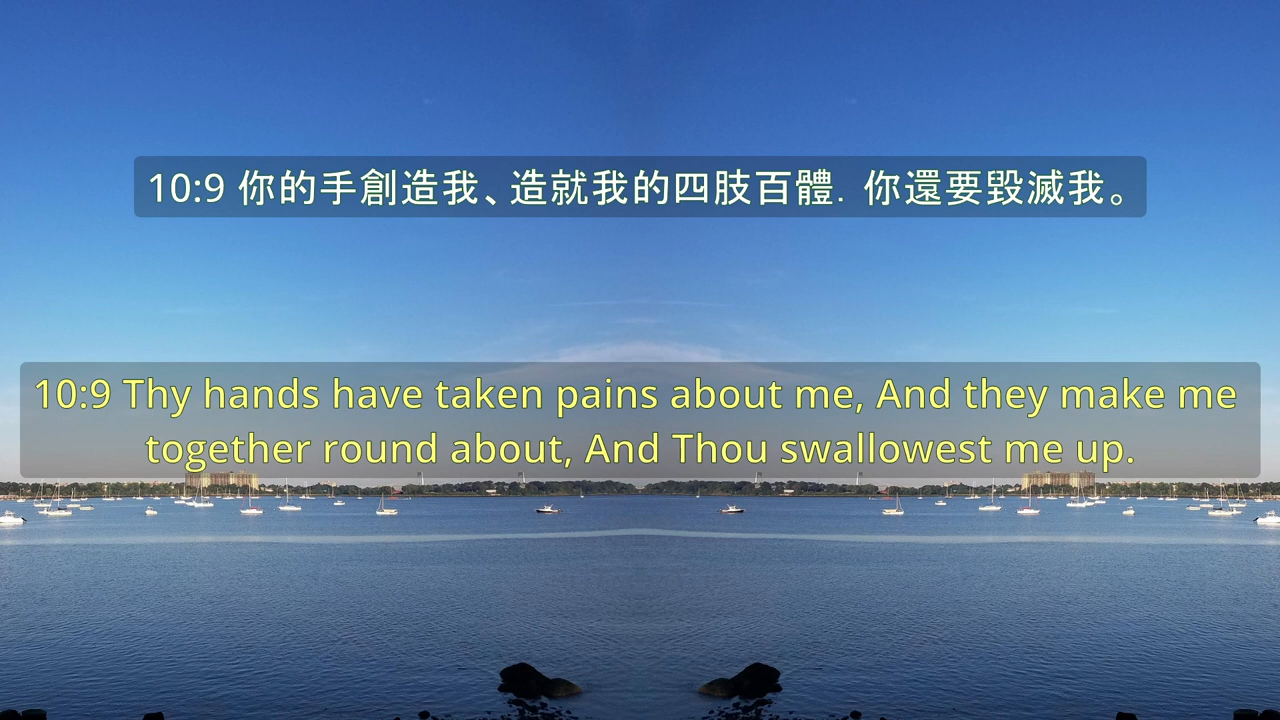 10:9 你的手創造我、造就我的四肢百體．你還要毀滅我。
10:9 Thy hands have taken pains about me, And they make me
together round about, And Thou swallowest me up.